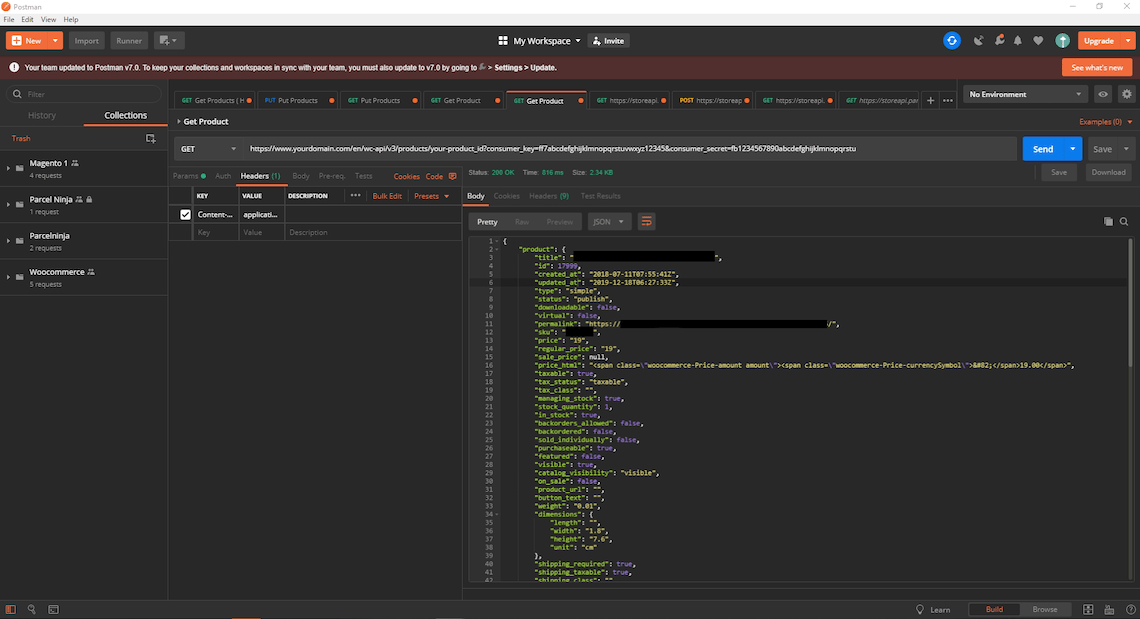 Postman
File Edit View Help
New Import Runner My Workspace Invite Upgrade
Your team updated to Postman v7.0. To keep your collections and workspaces in sync with your team, you must also update to v7.0 by going to > Settings > Update. See what's new
Filter
History Collections
Trash
Magento 1
4 requests
Parcel Ninja
1 request
Parcelninja
2 requests
Woocommerce
5 requests
GET Get Products ( H PUT Put Products GET Put Products GET Get Product GET Get Product GET https://storeapi. POST https://storeap GET https://storeapi. GET https://storeapi.par No Environment
Get Product Examples (0)
GET https://www.yourdomain.com/en/wc-api/v3/products/your-product_id?consumer_key=ff7abcdefghijklmnopqrstuvwxyz12345&consumer_secret=fb1234567890abcdefghijklmnopqrstu Send Save
Params Auth Headers (1) Body Pre-req. Tests Cookies Code
KEY VALUE DESCRIPTION Bulk Edit Presets
Content-... applicati...
Key Value Description
Status: 200 OK Time: 816 ms Size: 2.34 KB Save Download
Body Cookies Headers (9) Test Results
Pretty Raw Preview JSON
1 {
2 "product": {
3 "title": " ",
4 "id": 17999,
5 "created_at": "2018-07-11T07:55:41Z",
6 "updated_at": "2019-12-18T06:27:33Z",
7 "type": "simple",
8 "status": "publish",
9 "downloadable": false,
10 "virtual": false,
11 "permalink": "https:// /",
12 "sku": " ",
13 "price": "19",
14 "regular_price": "19",
15 "sale_price": null,
16 "price_html": "<span class=\"woocommerce-Price-amount amount\"><span class=\"woocommerce-Price-currencySymbol\">&#82;</span>19.00</span>",
17 "taxable": true,
18 "tax_status": "taxable",
19 "tax_class": "",
20 "managing_stock": true,
21 "stock_quantity": 1,
22 "in_stock": true,
23 "backorders_allowed": false,
24 "backordered": false,
25 "sold_individually": false,
26 "purchaseable": true,
27 "featured": false,
28 "visible": true,
29 "catalog_visibility": "visible",
30 "on_sale": false,
31 "product_url": "",
32 "button_text": "",
33 "weight": "0.01",
34 "dimensions": {
35 "length": "",
36 "width": "1.8",
37 "height": "7.6",
38 "unit": "cm"
39 },
40 "shipping_required": true,
41 "shipping_taxable": true,
42 "shipping_class": ""
Learn Build Browse